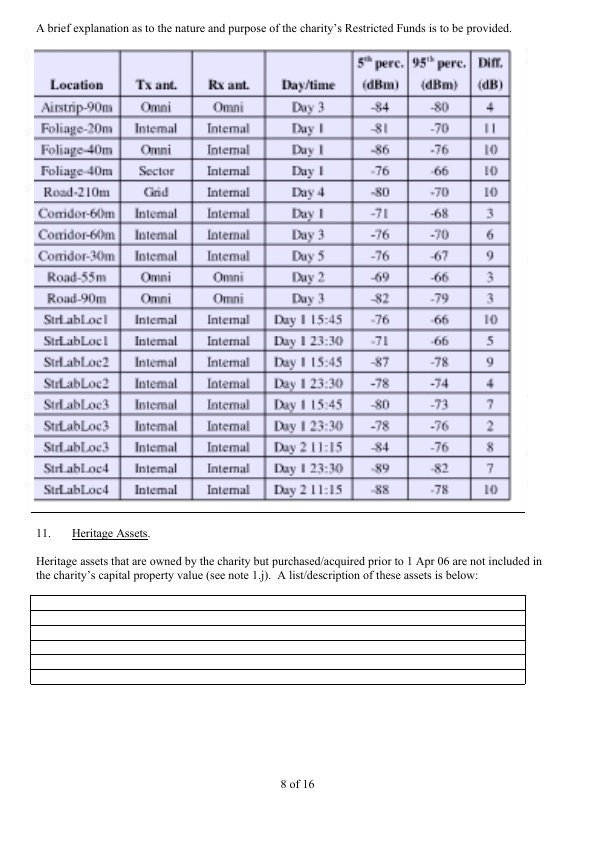 A brief explanation as to the nature and purpose of the charity's Restricted Funds is to be provided.
Location Tx ant. Rx ant. Day/time 5th perc. (dBm) 95th perc. (dBm) Diff. (dB)
Airstrip-90m Omni Omni Day 3 -84 -80 4
Foliage-20m Internal Internal Day 1 -81 -70 11
Foliage-40m Omni Internal Day 1 -86 -76 10
Foliage-40m Sector Internal Day 1 -76 -66 10
Road-210m Grid Internal Day 4 -80 -70 10
Corridor-60m Internal Internal Day 1 -71 -68 3
Corridor-60m Internal Internal Day 3 -76 -70 6
Corridor-30m Internal Internal Day 5 -76 -67 9
Road-55m Omni Omni Day 2 -69 -66 3
Road-90m Omni Omni Day 3 -82 -79 3
StrLabLoc1 Internal Internal Day 1 15:45 -76 -66 10
StrLabLoc1 Internal Internal Day 1 23:30 -71 -66 5
StrLabLoc2 Internal Internal Day 1 15:45 -87 -78 9
StrLabLoc2 Internal Internal Day 1 23:30 -78 -74 4
StrLabLoc3 Internal Internal Day 1 15:45 -80 -73 7
StrLabLoc3 Internal Internal Day 1 23:30 -78 -76 2
StrLabLoc3 Internal Internal Day 2 11:15 -84 -76 8
StrLabLoc4 Internal Internal Day 1 23:30 -89 -82 7
StrLabLoc4 Internal Internal Day 2 11:15 -88 -78 10
11. Heritage Assets.
Heritage assets that are owned by the charity but purchased/acquired prior to 1 Apr 06 are not included in
the charity's capital property value (see note 1.j). A list/description of these assets is below:
8 of 16